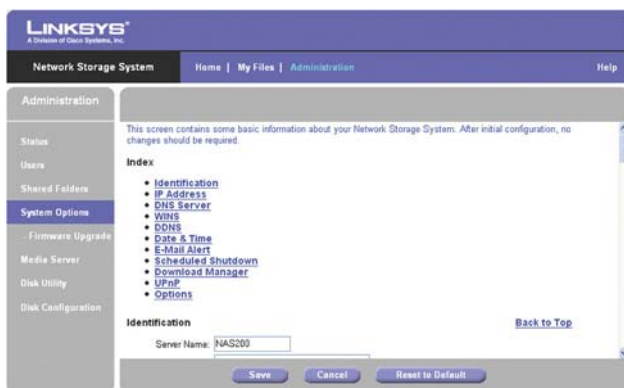 LINKSYS®
A Division of Cisco Systems, Inc.
Network Storage System
Home | My Files | Administration
Help
Administration
Status
Users
Shared Folders
System Options
- Firmware Upgrade
Media Server
Disk Utility
Disk Configuration
This screen contains some basic information about your Network Storage System. After initial configuration, no
changes should be required.
Index
• Identification
• IP Address
• DNS Server
• WINS
• DDNS
• Date & Time
• E-Mail Alert
• Scheduled Shutdown
• Download Manager
• UPnP
• Options
Identification
Back to Top
Server Name: NAS200
Save
Cancel
Reset to Default